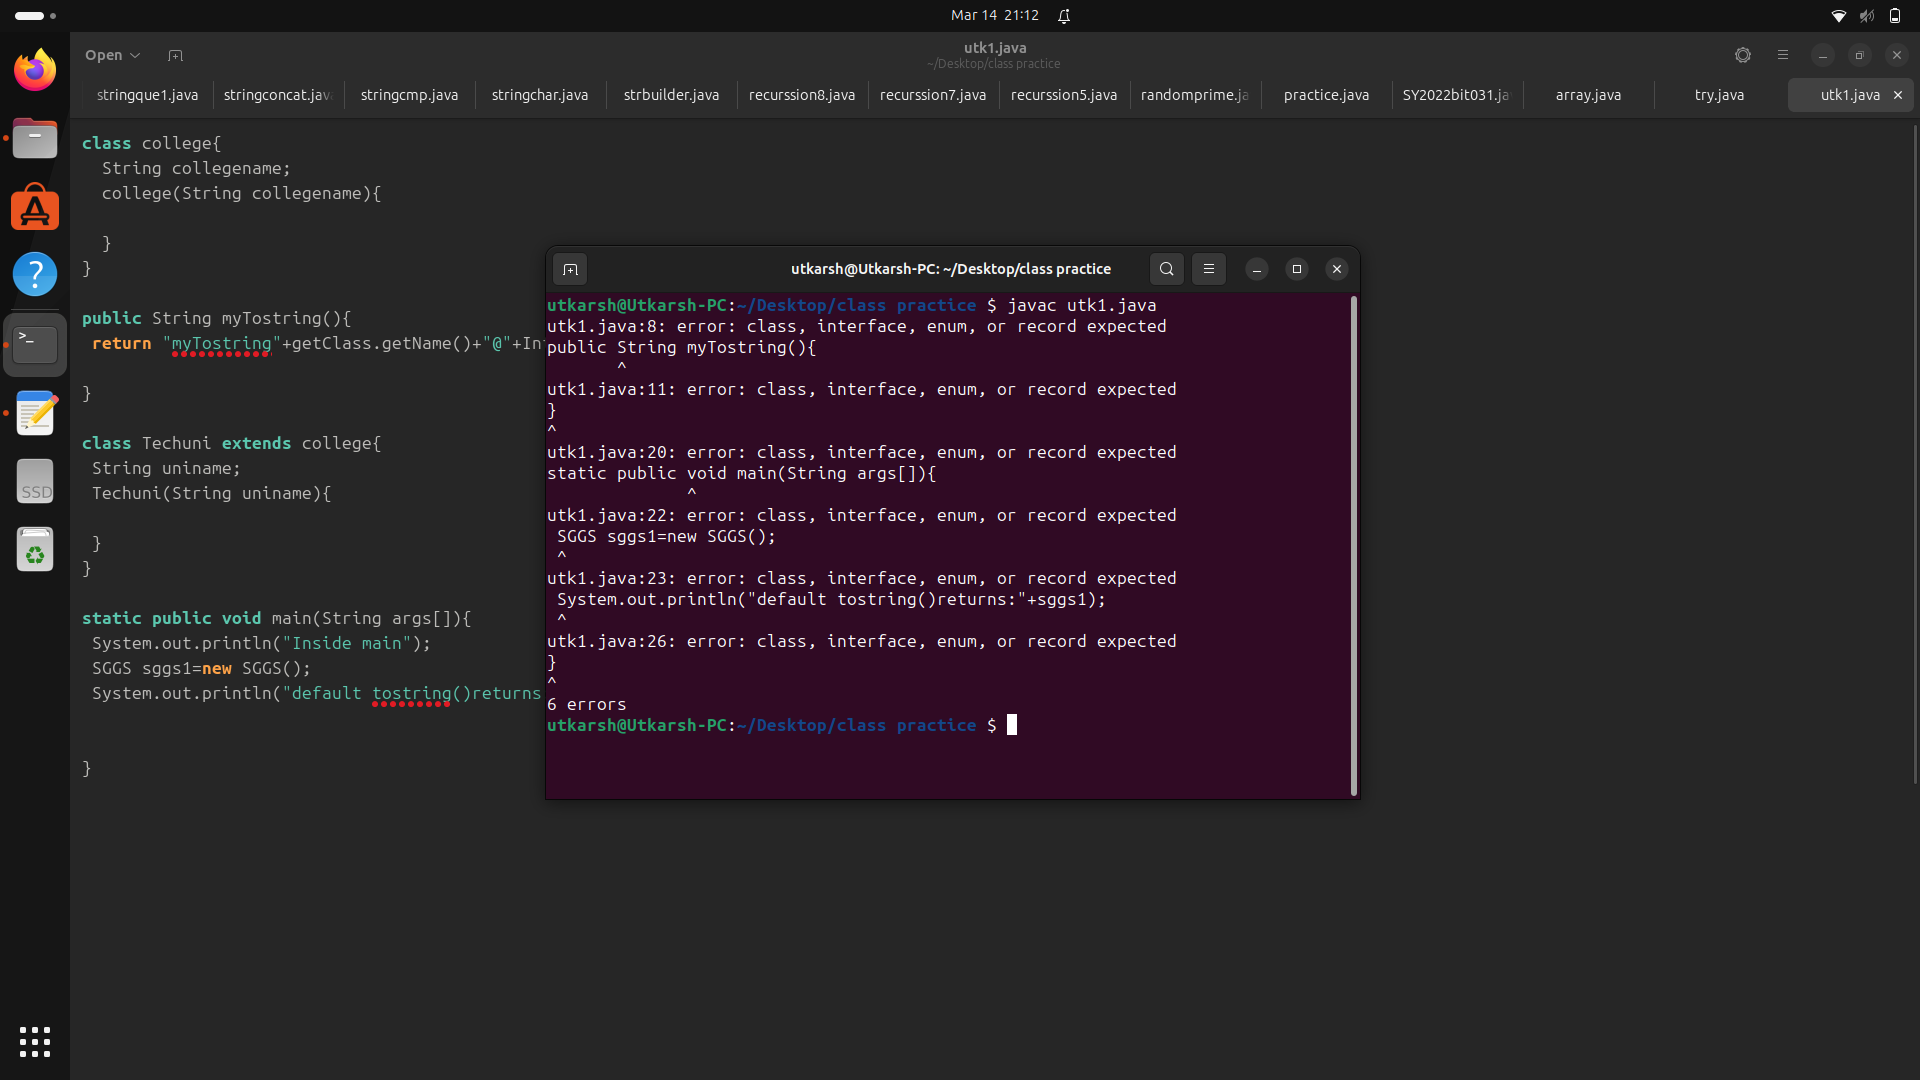 Mar 14 21:12
Open
utk1.java
~/Desktop/class practice
stringque1.java
stringconcat.java
stringcmp.java
stringchar.java
strbuilder.java
recurssion8.java
recurssion7.java
recurssion5.java
randomprime.ja
practice.java
SY2022bit031.ja
array.java
try.java
utk1.java
class college{
String collegename;
college(String collegename){
}
}
public String myTostring(){
return "myTostring"+getClass.getName()+"@"+In
}
class Techuni extends college{
String uniname;
Techuni(String uniname){
}
}
static public void main(String args[]){
System.out.println("Inside main");
SGGS sggs1=new SGGS();
System.out.println("default tostring()returns
}
SSD
utkarsh@Utkarsh-PC: ~/Desktop/class practice
utkarsh@Utkarsh-PC:~/Desktop/class practice $ javac utk1.java
utk1.java:8: error: class, interface, enum, or record expected
public String myTostring(){
^
utk1.java:11: error: class, interface, enum, or record expected
}
^
utk1.java:20: error: class, interface, enum, or record expected
static public void main(String args[]){
^
utk1.java:22: error: class, interface, enum, or record expected
SGGS sggs1=new SGGS();
^
utk1.java:23: error: class, interface, enum, or record expected
System.out.println("default tostring()returns:"+sggs1);
^
utk1.java:26: error: class, interface, enum, or record expected
}
^
6 errors
utkarsh@Utkarsh-PC:~/Desktop/class practice $